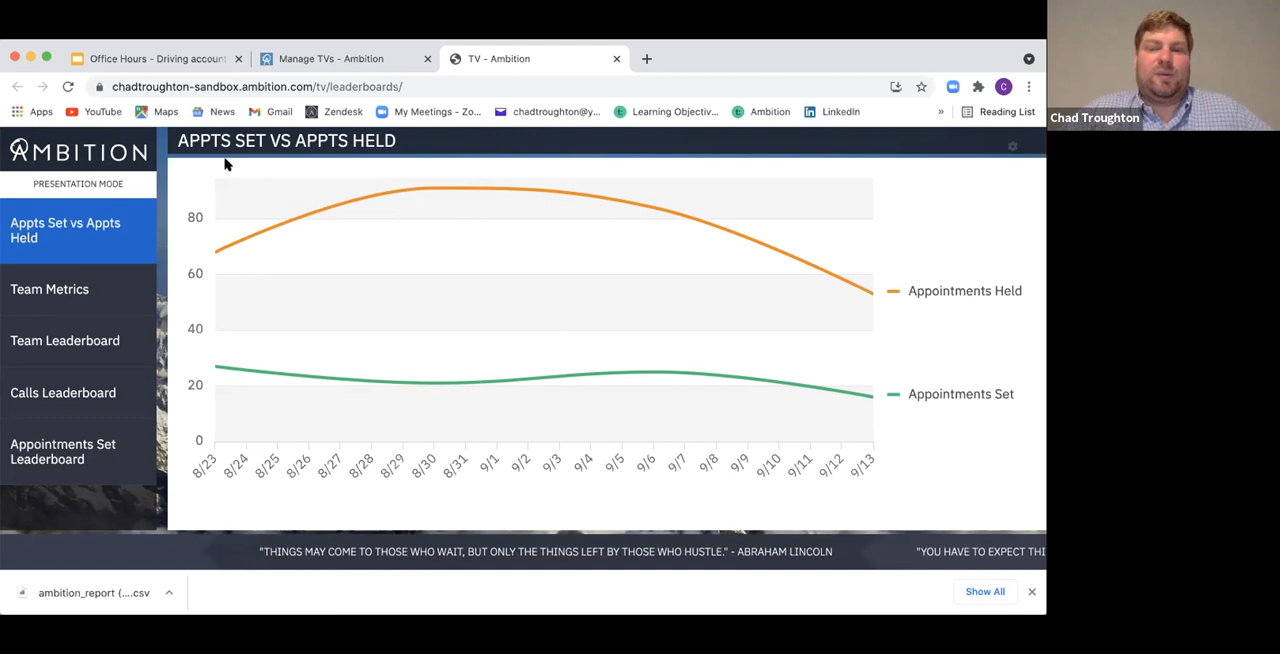 Office Hours - Driving account
Manage TVs - Ambition
TV - Ambition
chadtroughton-sandbox.ambition.com/tv/leaderboards/
C
Apps
YouTube
Maps
News
Gmail
Zendesk
My Meetings - Zo...
chadtroughton@y...
Learning Objectiv...
Ambition
LinkedIn
»
Reading List
Chad Troughton
AMBITION
PRESENTATION MODE
Appts Set vs Appts
Held
Team Metrics
Team Leaderboard
Calls Leaderboard
Appointments Set
Leaderboard
APPTS SET VS APPTS HELD
80
60
40
20
0
8/23
8/24
8/25
8/26
8/27
8/28
8/29
8/30
8/31
9/1
9/2
9/3
9/4
9/5
9/6
9/7
9/8
9/9
9/10
9/11
9/12
9/13
Appointments Held
Appointments Set
"THINGS MAY COME TO THOSE WHO WAIT, BUT ONLY THE THINGS LEFT BY THOSE WHO HUSTLE." - ABRAHAM LINCOLN
"YOU HAVE TO EXPECT THI
ambition_report (....csv
Show All